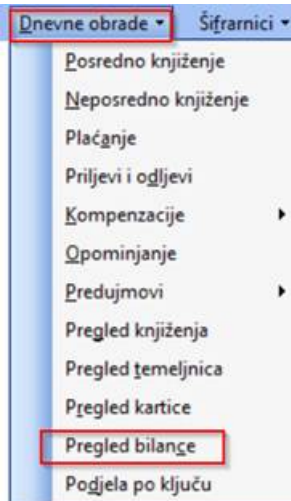 Dnevne obrade Šifrarnici
Posredno knjiženje
Neposredno knjiženje
Plaćanje
Priljevi i odljevi
Kompenzacije
Opominjanje
Predujmovi
Pregled knjiženja
Pregled temeljnica
Pregled kartice
Pregled bilance
Podjela po ključu